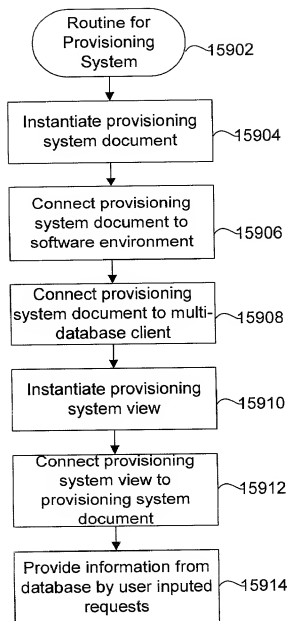 Routine for
Provisioning
System
15902
Instantiate provisioning
system document
15904
Connect provisioning
system document to
software environment
15906
Connect provisioning
system document to multi-
database client
15908
Instantiate provisioning
system view
15910
Connect provisioning
system view to
provisioning system
document
15912
Provide information from
database by user inputed
requests
15914